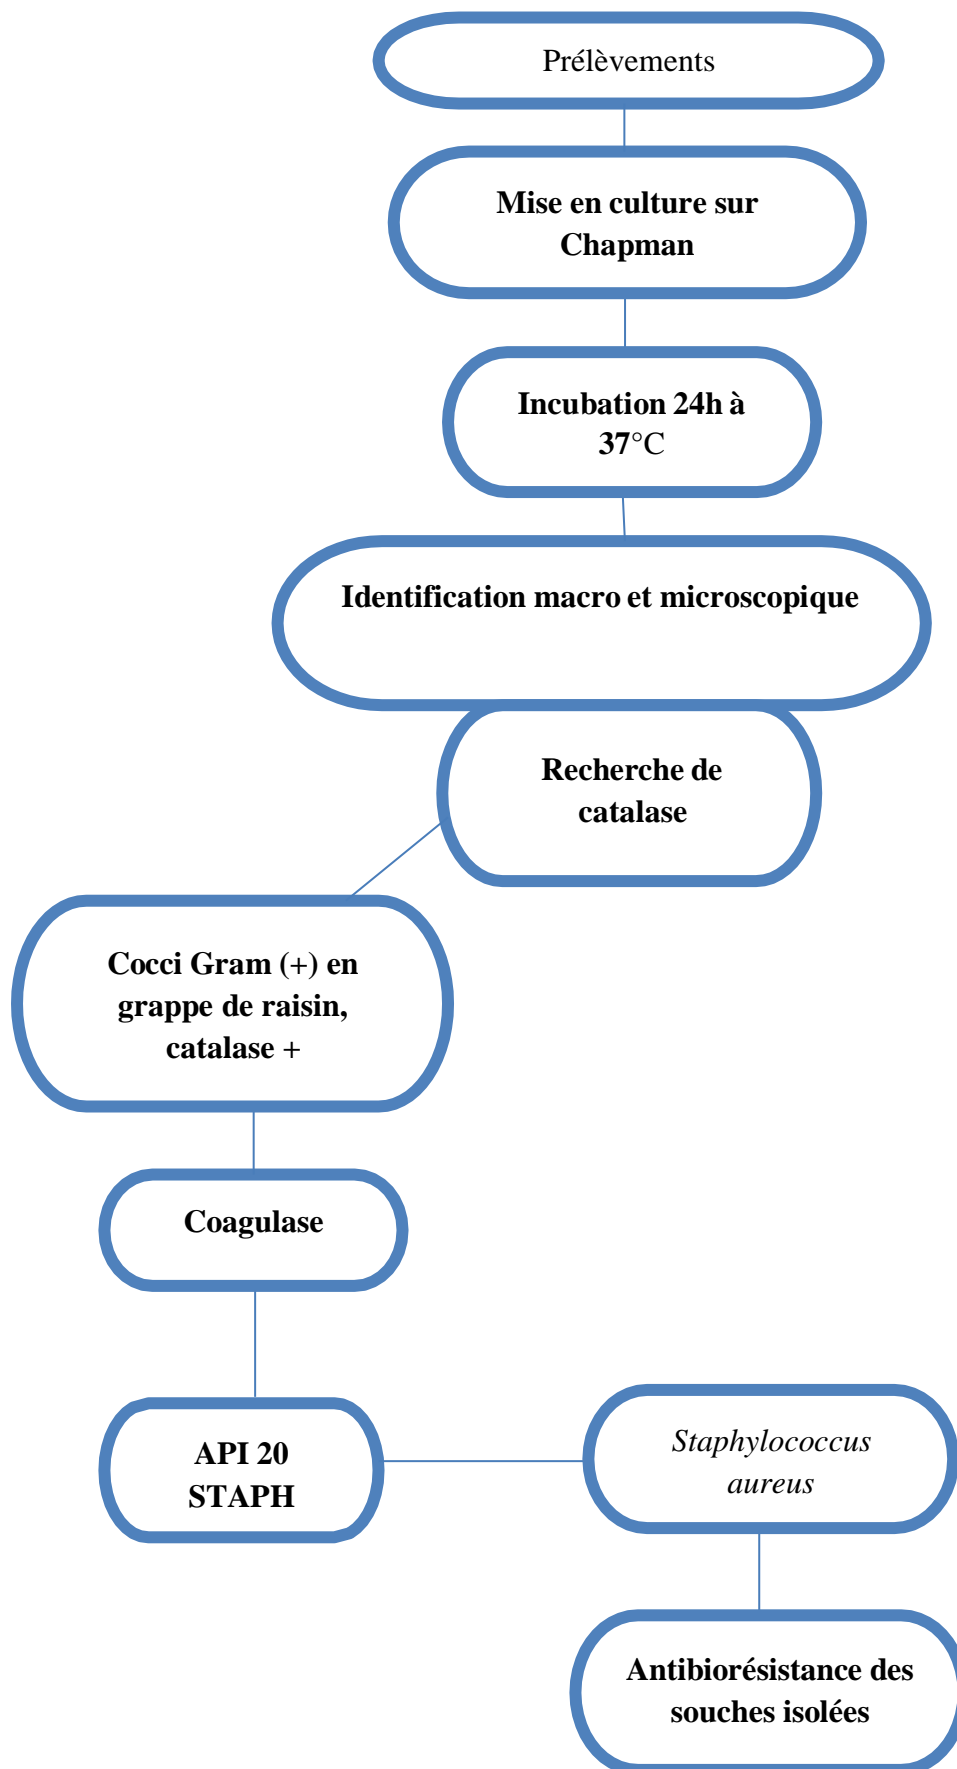 Prélèvements
Mise en culture sur
Chapman
Incubation 24h à
37°C
Identification macro et microscopique
Recherche de
catalase
Cocci Gram (+) en
grappe de raisin,
catalase +
Coagulase
API 20
STAPH
Staphylococcus
aureus
Antibiorésistance des
souches isolées